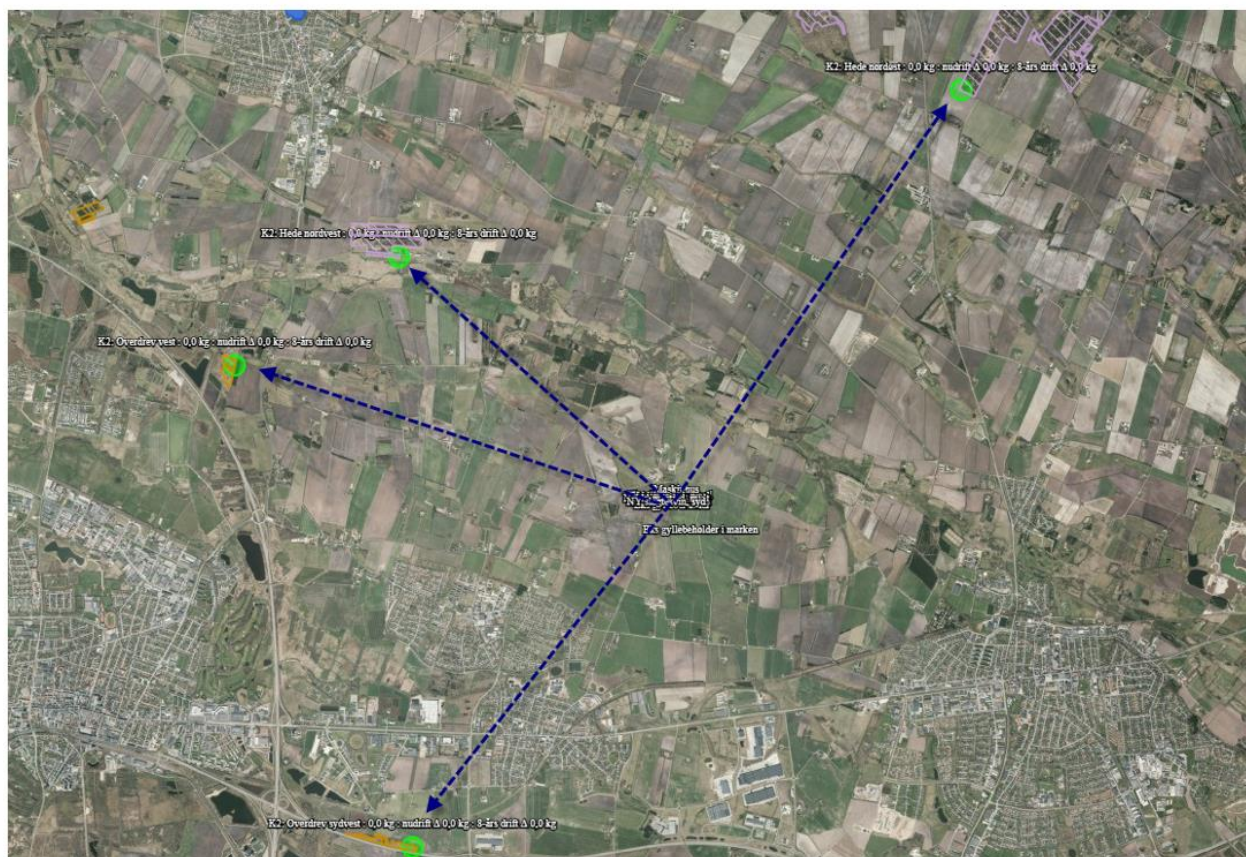 K2: Hede nordøst : 0,0 kg : nudrift Δ 0,0 kg : 8-års drift Δ 0,0 kg
K2: Hede nordvest : 0,0 kg : nudrift Δ 0,0 kg : 8-års drift Δ 0,0 kg
K2: Overdrev vest : 0,0 kg : nudrift Δ 0,0 kg : 8-års drift Δ 0,0 kg
gyllebeholder i marken
K2: Overdrev sydvest : 0,0 kg : nudrift Δ 0,0 kg : 8-års drift Δ 0,0 kg